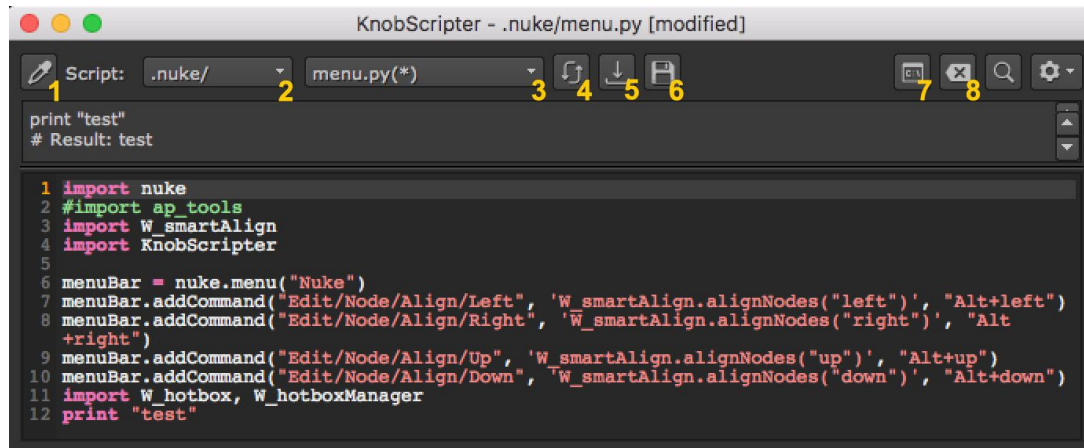 KnobScripter - .nuke/menu.py [modified]
Script: .nuke/ menu.py(*)
1 2 3 4 5 6 7 8
print "test"
# Result: test
1 import nuke
2 #import ap_tools
3 import W_smartAlign
4 import KnobScripter
5
6 menuBar = nuke.menu("Nuke")
7 menuBar.addCommand("Edit/Node/Align/Left", 'W_smartAlign.alignNodes("left")', "Alt+left")
8 menuBar.addCommand("Edit/Node/Align/Right", 'W_smartAlign.alignNodes("right")', "Alt
+right")
9 menuBar.addCommand("Edit/Node/Align/Up", 'W_smartAlign.alignNodes("up")', "Alt+up")
10 menuBar.addCommand("Edit/Node/Align/Down", 'W_smartAlign.alignNodes("down")', "Alt+down")
11 import W_hotbox, W_hotboxManager
12 print "test"